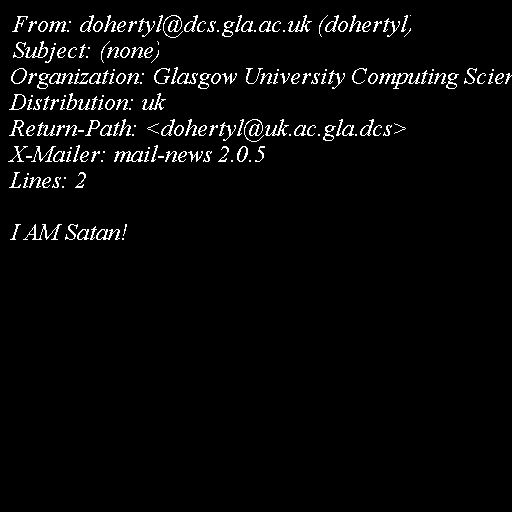 From: dohertyl@dcs.gla.ac.uk (dohertyl)
Subject: (none)
Organization: Glasgow University Computing Scien
Distribution: uk
Return-Path: <dohertyl@uk.ac.gla.dcs>
X-Mailer: mail-news 2.0.5
Lines: 2

I AM Satan!